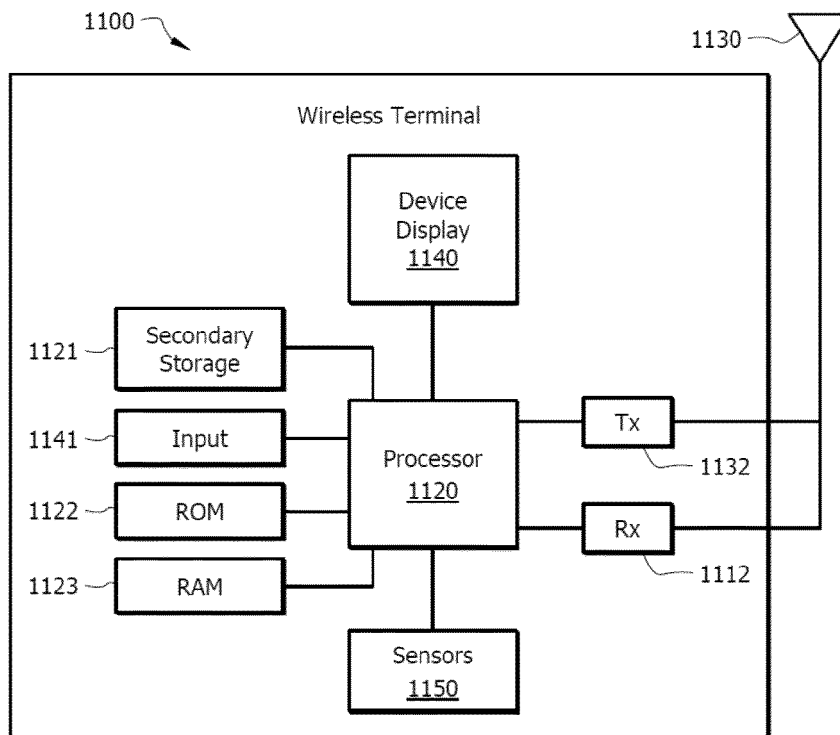 1100
1130
Wireless Terminal
Device
Display
1140
1121
Secondary
Storage
1141
Input
Processor
1120
Tx
1132
1122
ROM
Rx
1112
1123
RAM
Sensors
1150